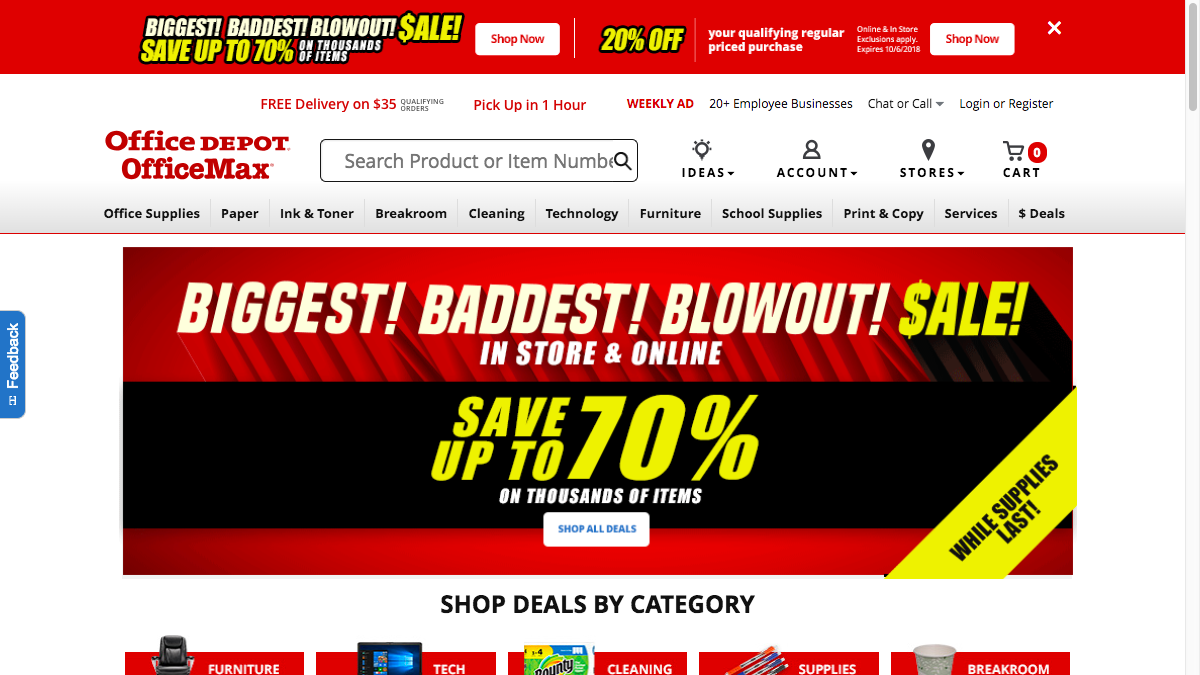 BIGGEST! BADDEST! BLOWOUT! $ALE!
SAVE UP TO 70% ON THOUSANDS OF ITEMS
Shop Now
20% OFF
your qualifying regular
priced purchase
Online & In Store
Exclusions apply.
Expires 10/6/2018
Shop Now
FREE Delivery on $35 QUALIFYING ORDERS
Pick Up in 1 Hour
WEEKLY AD
20+ Employee Businesses
Chat or Call
Login or Register
Office DEPOT
OfficeMax
Search Product or Item Numbe
IDEAS
ACCOUNT
STORES
0
CART
Office Supplies
Paper
Ink & Toner
Breakroom
Cleaning
Technology
Furniture
School Supplies
Print & Copy
Services
$ Deals
BIGGEST! BADDEST! BLOWOUT! $ALE!
IN STORE & ONLINE
SAVE
UP TO 70%
ON THOUSANDS OF ITEMS
SHOP ALL DEALS
WHILE SUPPLIES
LAST!
Feedback
SHOP DEALS BY CATEGORY
FURNITURE
TECH
Bounty
CLEANING
SUPPLIES
BREAKROOM